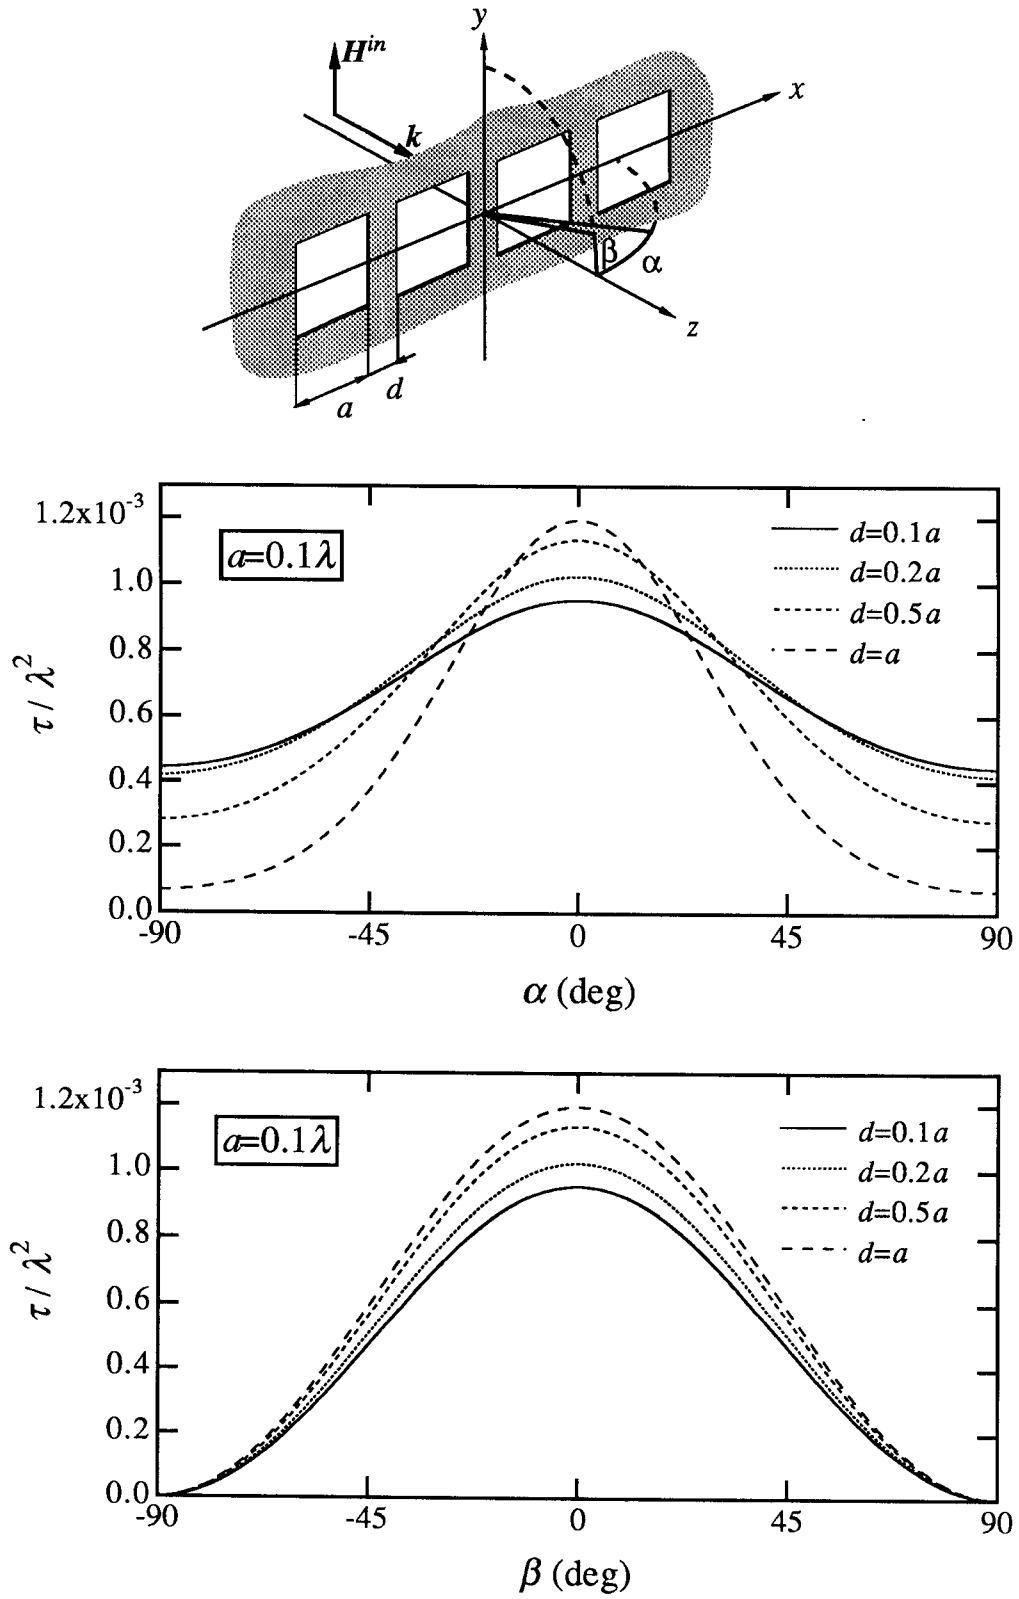 y
H^in
x
k
β
α
z
a
d
1.2x10^-3
a=0.1λ
d=0.1a
d=0.2a
d=0.5a
d=a
1.0
0.8
0.6
0.4
0.2
0.0
τ / λ^2
-90
-45
0
45
90
α (deg)
1.2x10^-3
a=0.1λ
d=0.1a
d=0.2a
d=0.5a
d=a
1.0
0.8
0.6
0.4
0.2
0.0
τ / λ^2
-90
-45
0
45
90
β (deg)